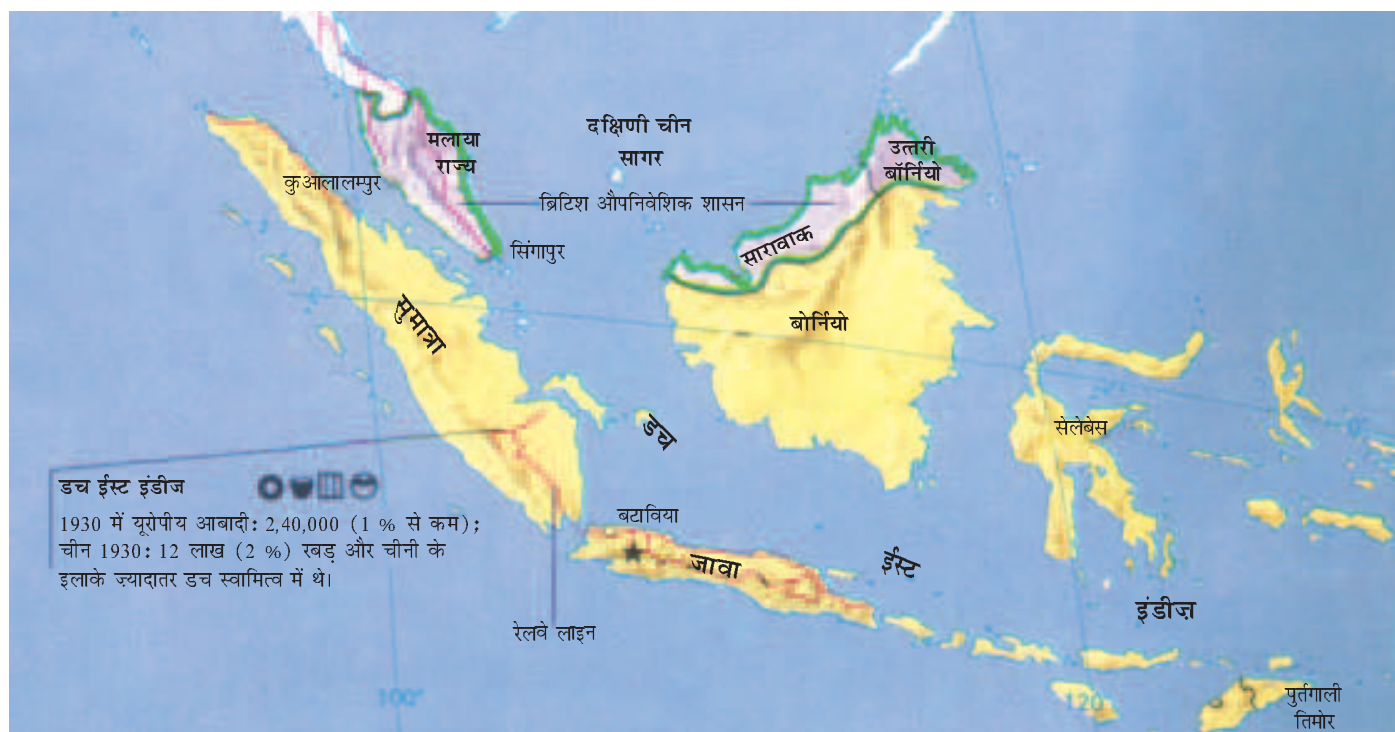 दक्षिणी चीन
सागर
मलाया
राज्य
उत्तरी
बॉर्नियो
कुआलालम्पुर
ब्रिटिश औपनिवेशिक शासन
सारावाक
सिंगापुर
सुमात्रा
बोर्नियो
डच
सेलेबेस
डच ईस्ट इंडीज
1930 में यूरोपीय आबादी: 2,40,000 (1 % से कम);
चीन 1930: 12 लाख (2 %) रबड़ और चीनी के
इलाके ज़्यादातर डच स्वामित्व में थे।
बटाविया
जावा
ईस्ट
इंडीज़
रेलवे लाइन
100°
120
पुर्तगाली
तिमोर
0°